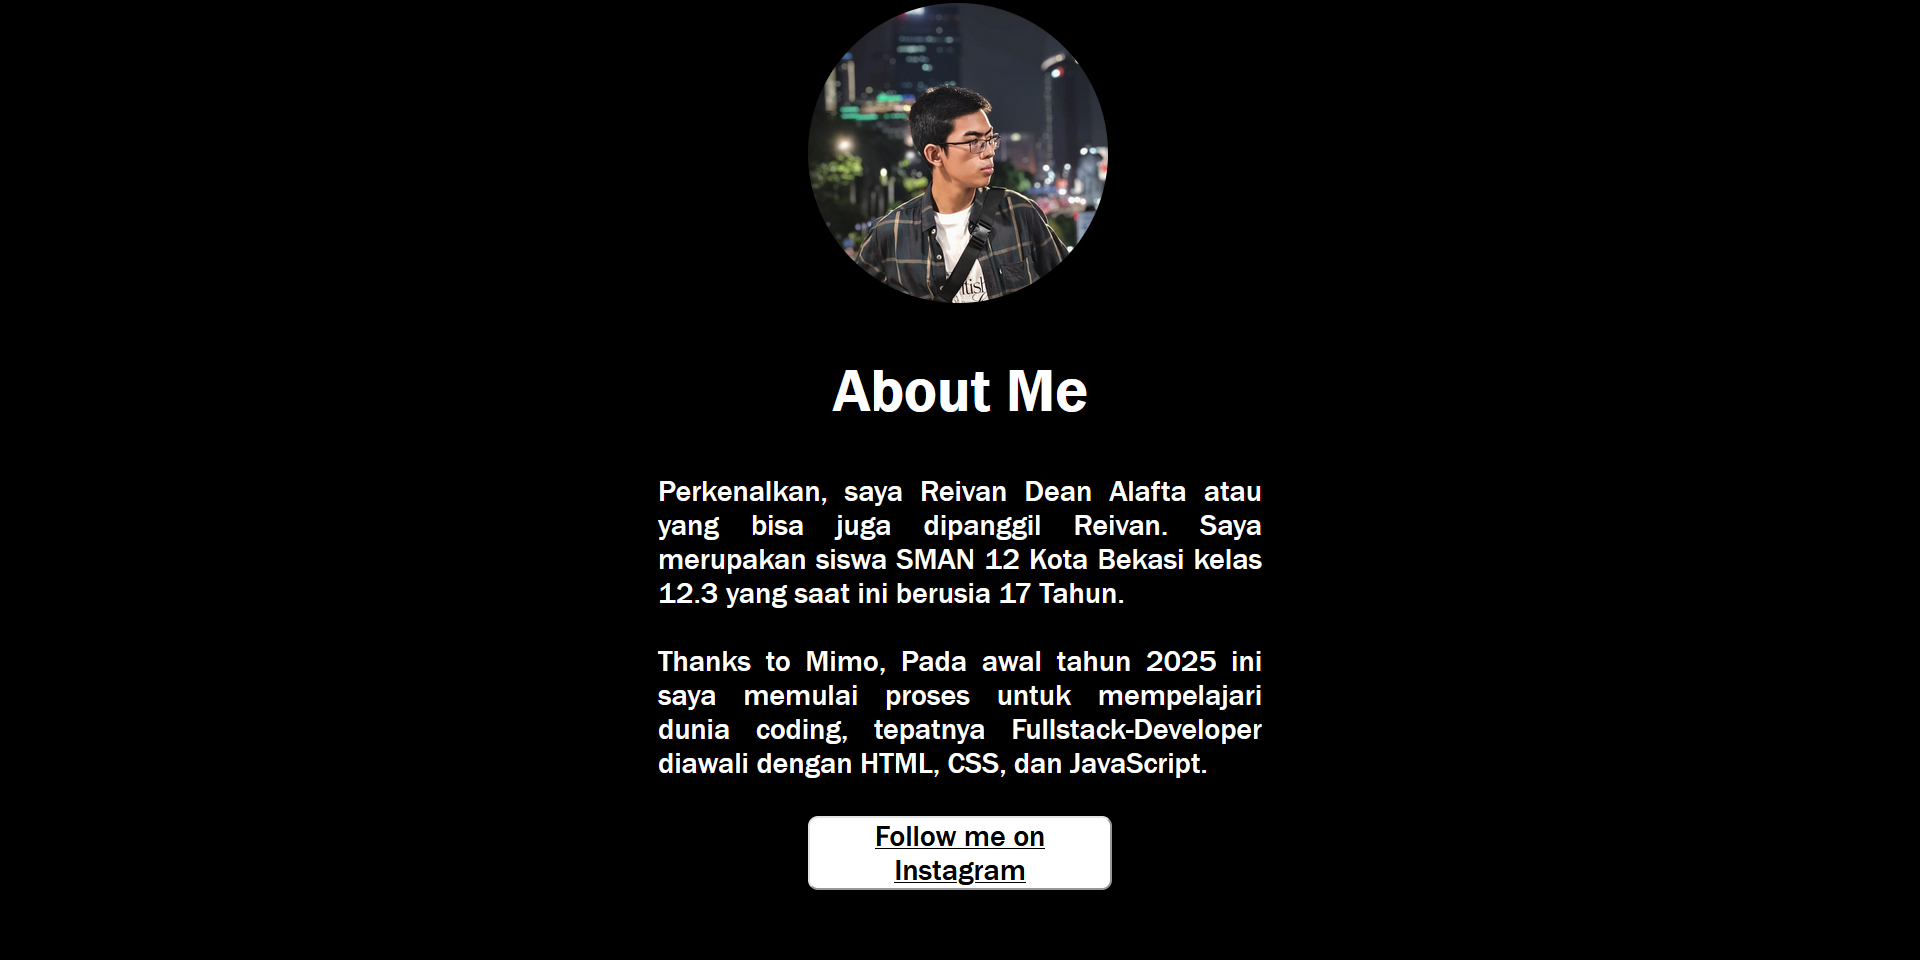 About Me
Perkenalkan, saya Reivan Dean Alafta atau
yang bisa juga dipanggil Reivan. Saya
merupakan siswa SMAN 12 Kota Bekasi kelas
12.3 yang saat ini berusia 17 Tahun.
Thanks to Mimo, Pada awal tahun 2025 ini
saya memulai proses untuk mempelajari
dunia coding, tepatnya Fullstack-Developer
diawali dengan HTML, CSS, dan JavaScript.
Follow me on
Instagram